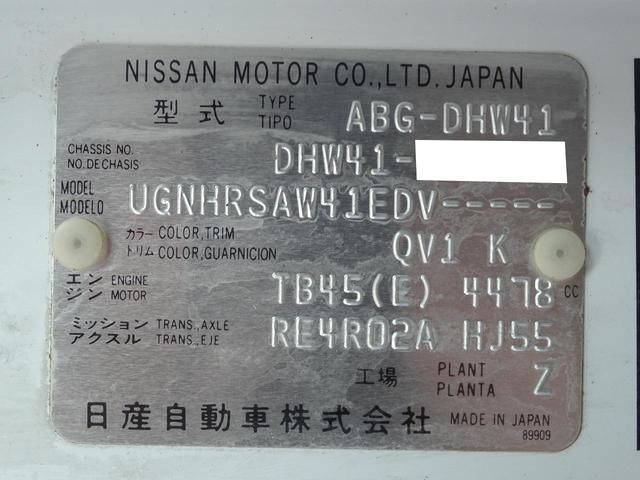 NISSAN MOTOR CO.,LTD. JAPAN
型式 TYPE TIPO ABG-DHW41
CHASSIS NO. NO.DE CHASIS DHW41-
MODEL MODELO UGNHRSAW41EDV-----
カラー COLOR,TRIM トリム COLOR,GUARNICION QV1 K
エンジン ENGINE MOTOR TB45(E) 4478 CC
ミッション TRANS.,AXLE アクスル TRANS.,EJE RE4R02A HJ55
工場 PLANT PLANTA Z
日産自動車株式会社 MADE IN JAPAN
89909